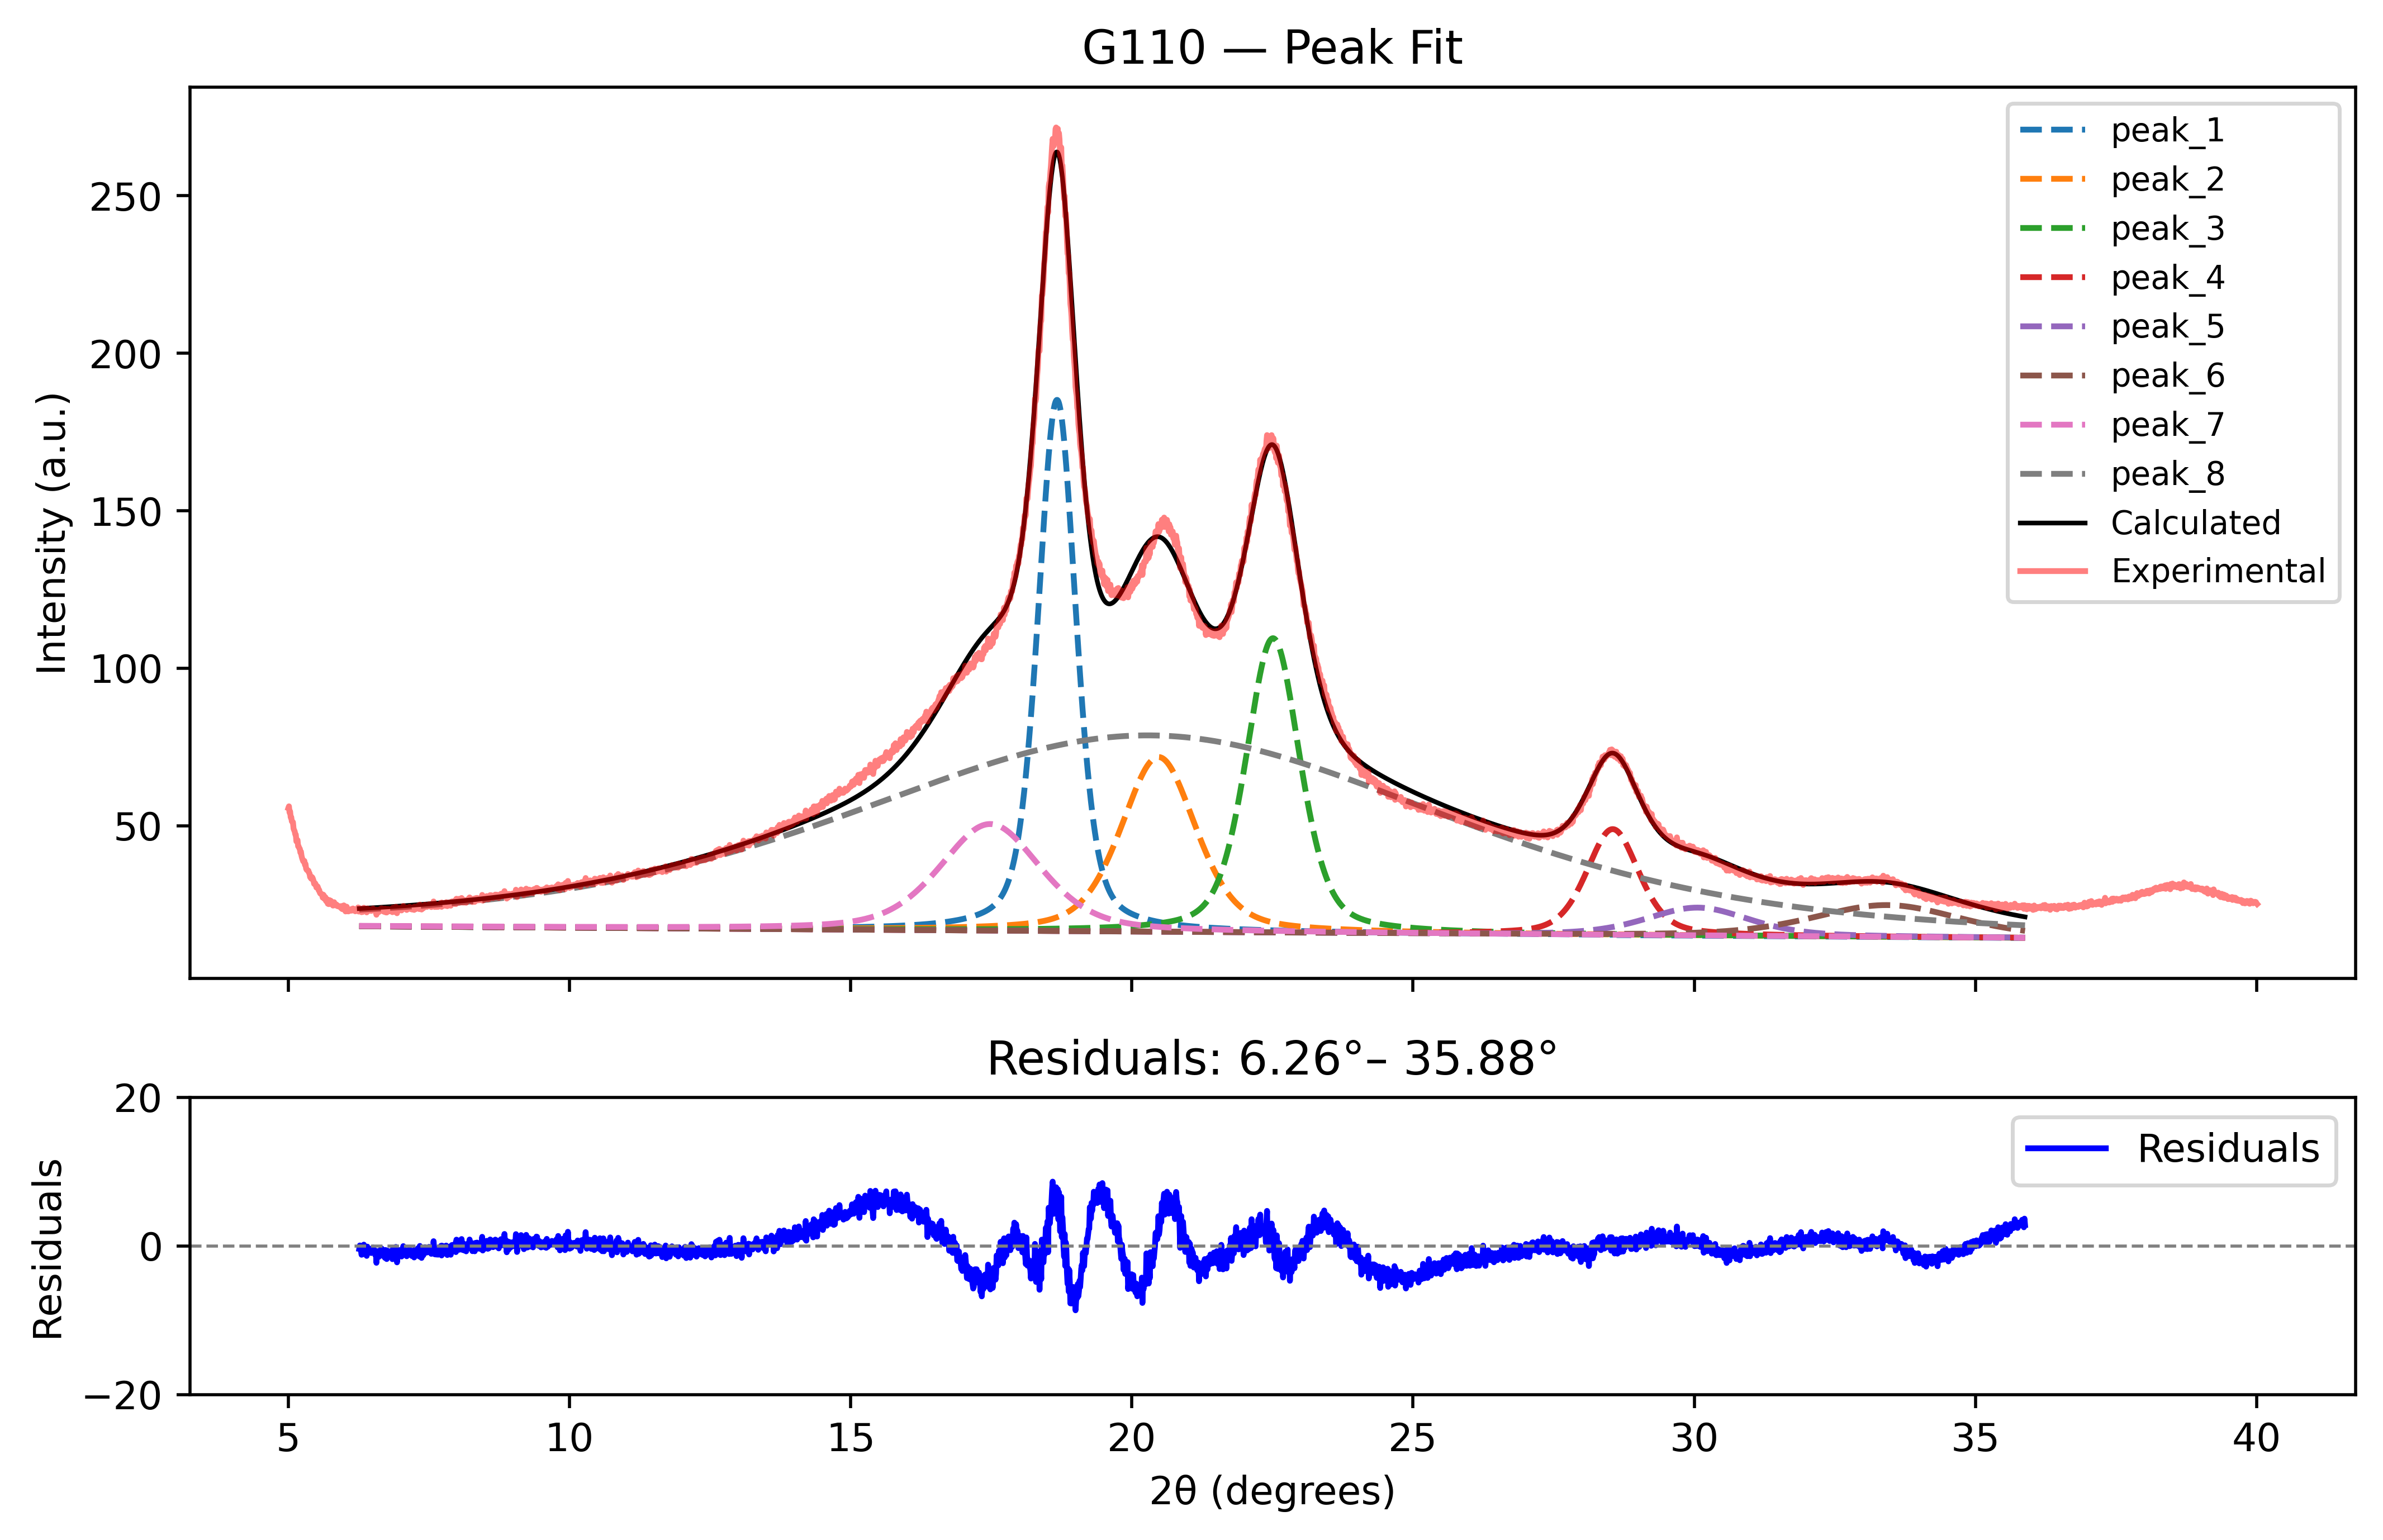 G110 — Peak Fit
Intensity (a.u.)
250
200
150
100
50
peak_1
peak_2
peak_3
peak_4
peak_5
peak_6
peak_7
peak_8
Calculated
Experimental
Residuals: 6.26°– 35.88°
Residuals
20
0
−20
Residuals
5 10 15 20 25 30 35 40
2θ (degrees)